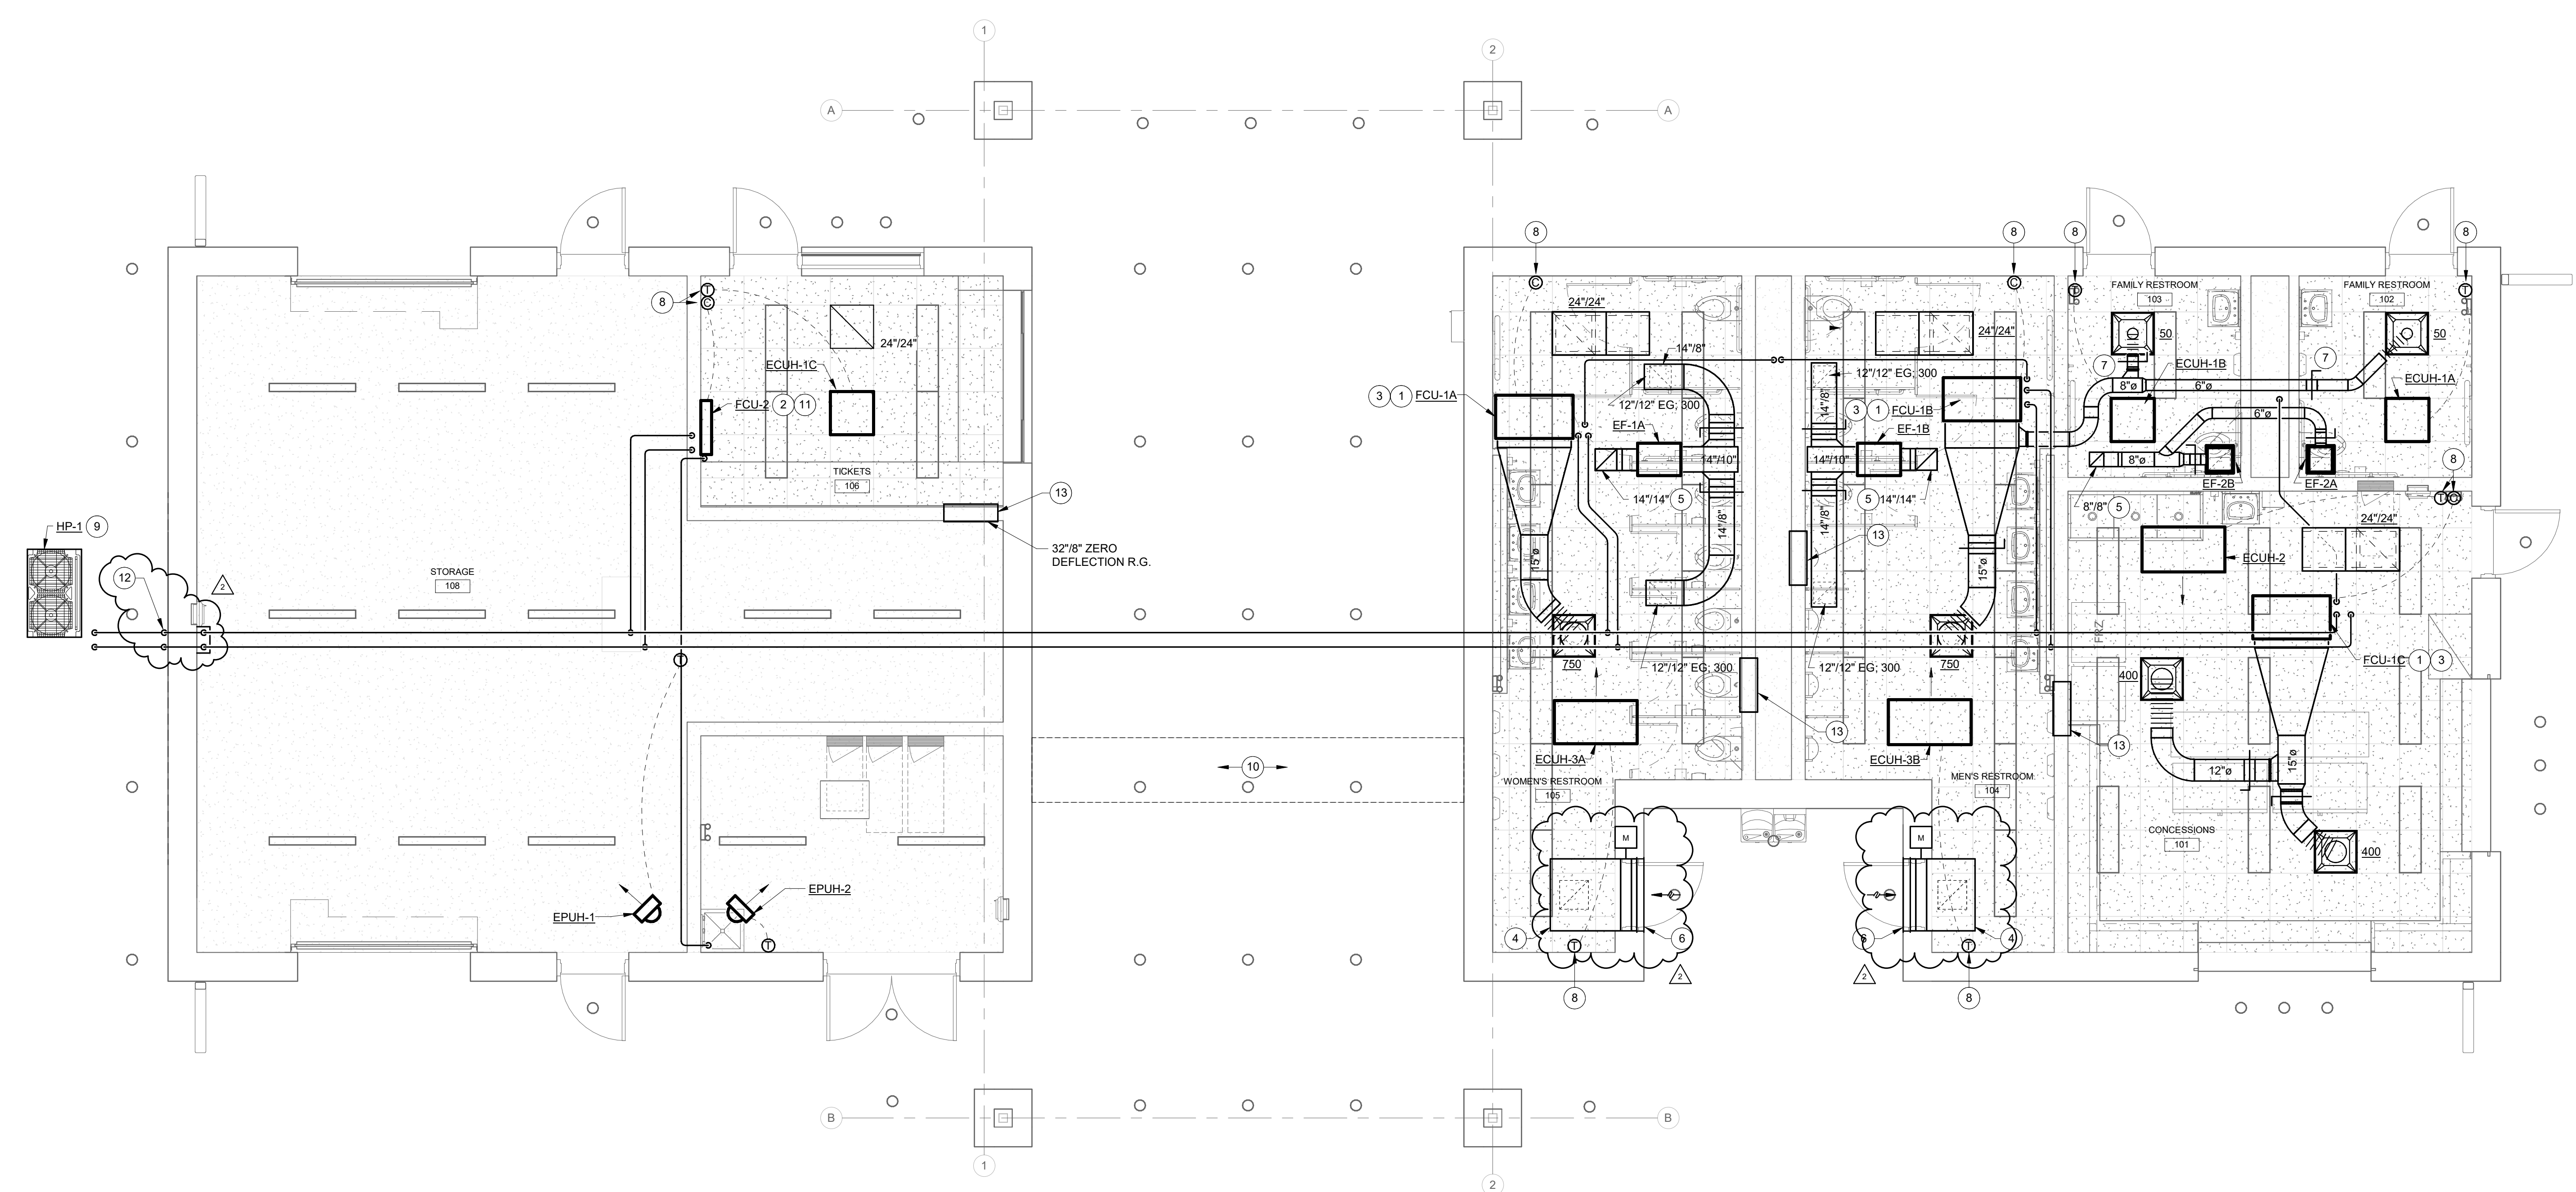 1
2
A
A
8
8
8
8
FAMILY RESTROOM
103
FAMILY RESTROOM
102
T
C
8
C
C
T
T
24"/24"
24"/24"
24"/24"
50
50
14"/8"
7
7
ECUH-1C
ECUH-1B
ECUH-1A
12"/12" EG; 300
12"/12" EG; 300
14"/8"
8"ø
6"ø
6"ø
FCU-2
2
11
3
1
FCU-1A
3
1
FCU-1B
EF-1A
EF-1B
14"/10"
14"/10"
8"ø
TICKETS
106
14"/14"
5
5
14"/14"
EF-2B
EF-2A
8
T
C
13
14"/8"
14"/8"
8"/8"
5
24"/24"
HP-1
9
32"/8" ZERO
DEFLECTION R.G.
13
ECUH-2
15"ø
15"ø
12
2
STORAGE
108
FRZ
T
750
12"/12" EG; 300
12"/12" EG; 300
750
FCU-1C
1
3
400
13
13
ECUH-3A
ECUH-3B
10
WOMEN'S RESTROOM
105
MEN'S RESTROOM
104
12"ø
15"ø
M
M
CONCESSIONS
101
400
EPUH-1
EPUH-2
T
4
6
6
4
T
T
2
2
8
8
B
B
1
2